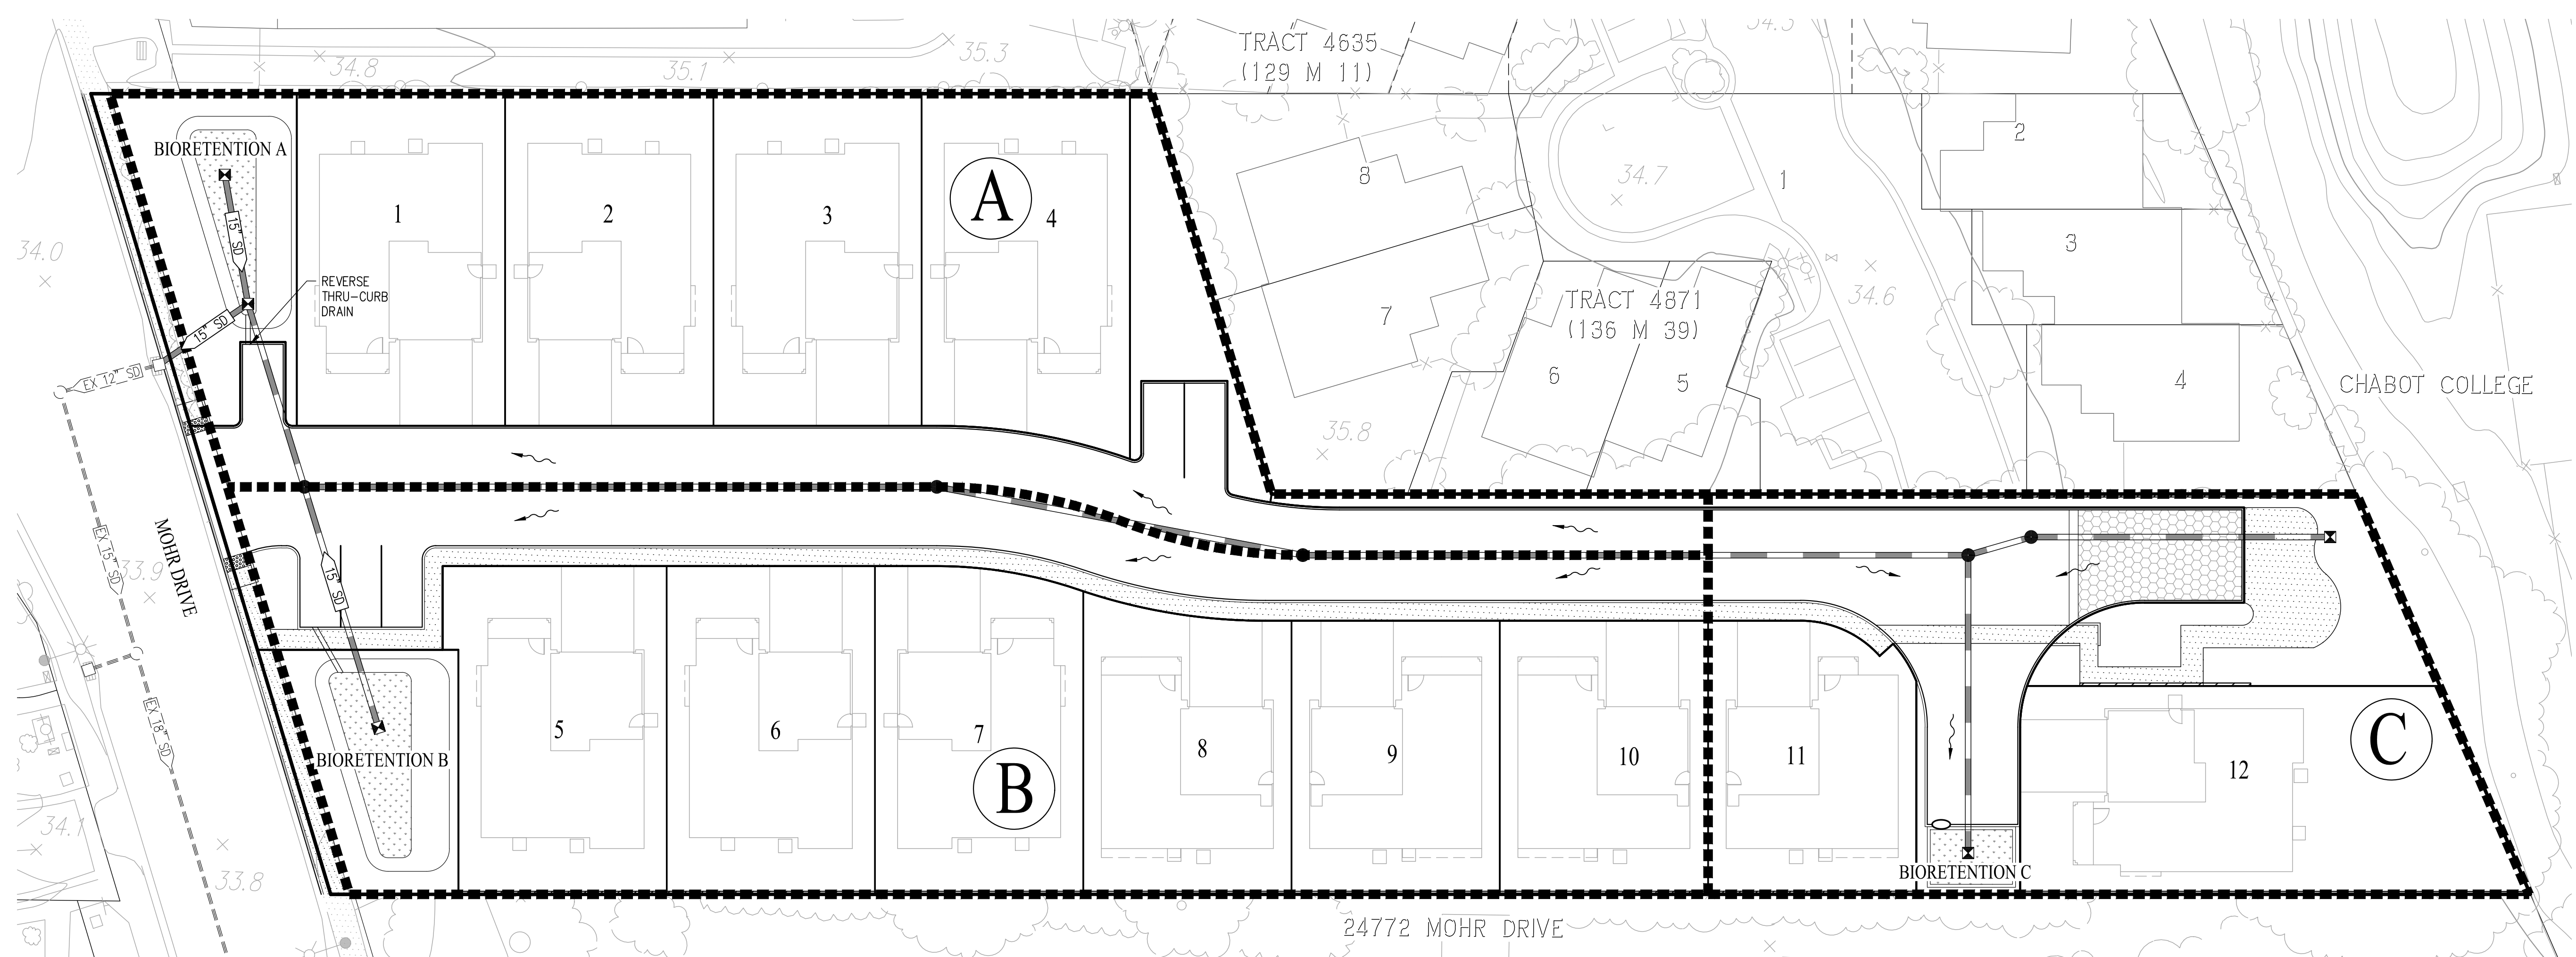 TRACT 4635
(129 M 11)
34.3
35.3
34.8
35.1
BIORETENTION A
15" SD
REVERSE
THRU-CURB
DRAIN
15" SD
EX 12" SD
34.0
1
2
3
4
A
8
7
6
5
TRACT 4871
(136 M 39)
34.7
1
34.6
35.8
2
3
4
CHABOT COLLEGE
MOHR DRIVE
EX 15" SD
33.9
15" SD
EX 18" SD
34.1
33.8
BIORETENTION B
5
6
7
B
8
9
10
11
12
C
BIORETENTION C
24772 MOHR DRIVE